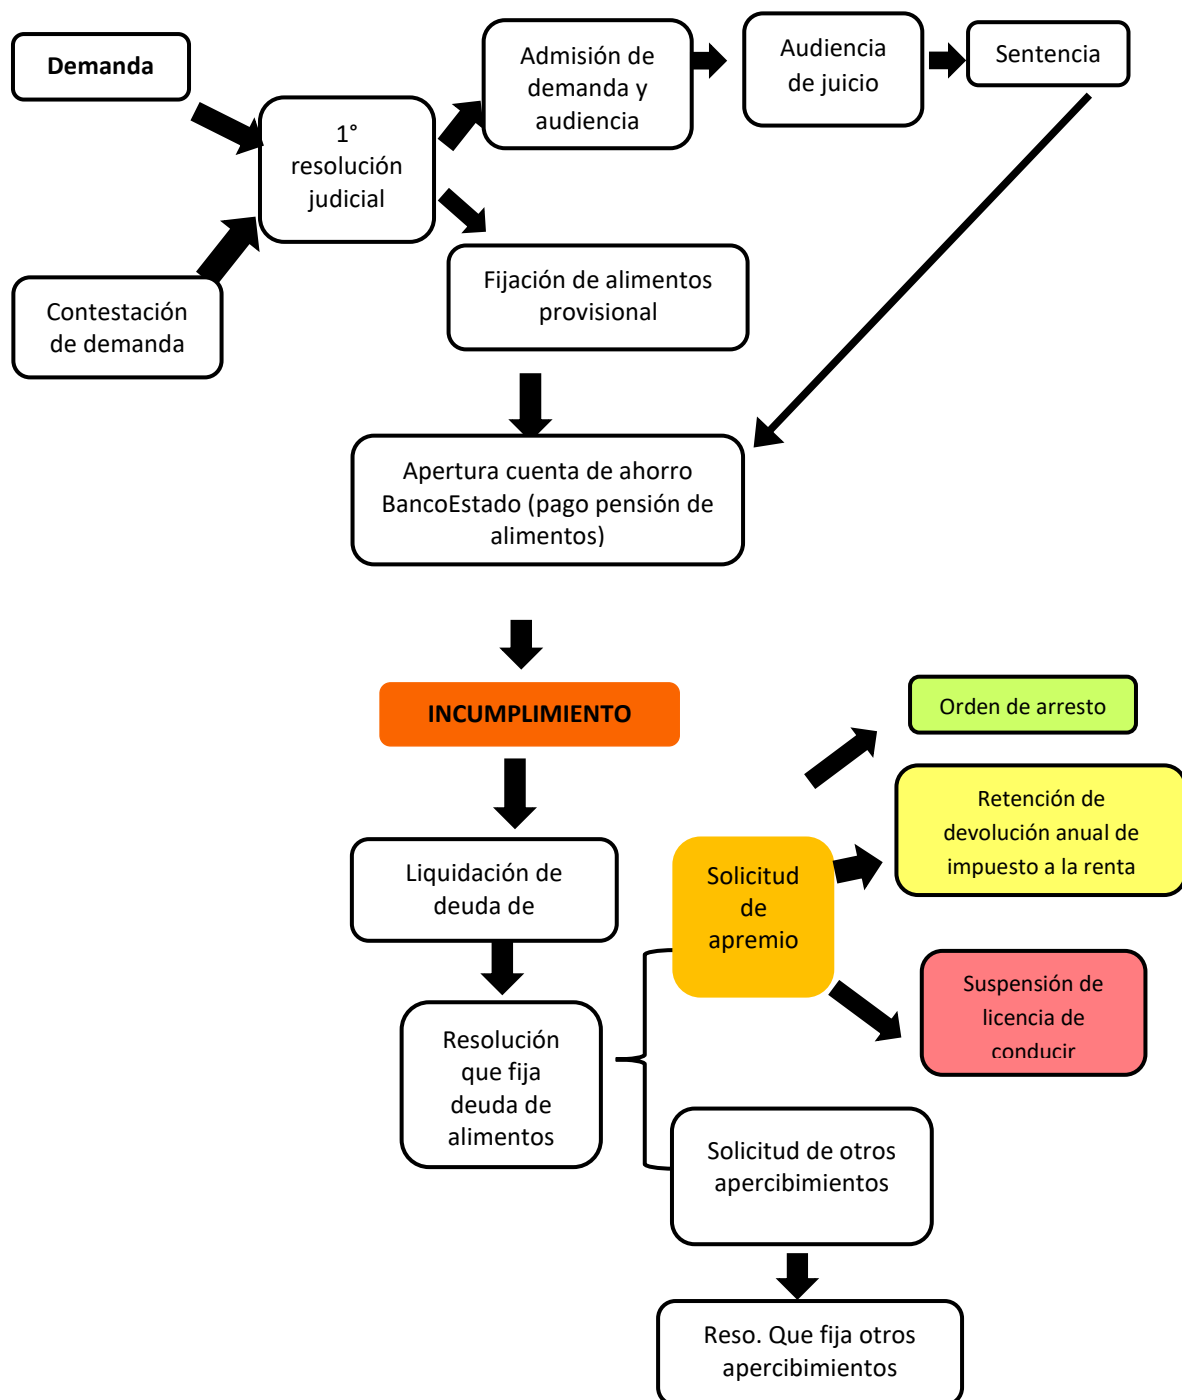 Demanda
1°
resolución
judicial
Contestación
de demanda
Admisión de
demanda y
audiencia
Audiencia
de juicio
Sentencia
Fijación de alimentos
provisional
Apertura cuenta de ahorro
BancoEstado (pago pensión de
alimentos)
INCUMPLIMIENTO
Liquidación de
deuda de
Resolución
que fija
deuda de
alimentos
Solicitud
de
apremio
Orden de arresto
Retención de
devolución anual de
impuesto a la renta
Suspensión de
licencia de
conducir
Solicitud de otros
apercibimientos
Reso. Que fija otros
apercibimientos